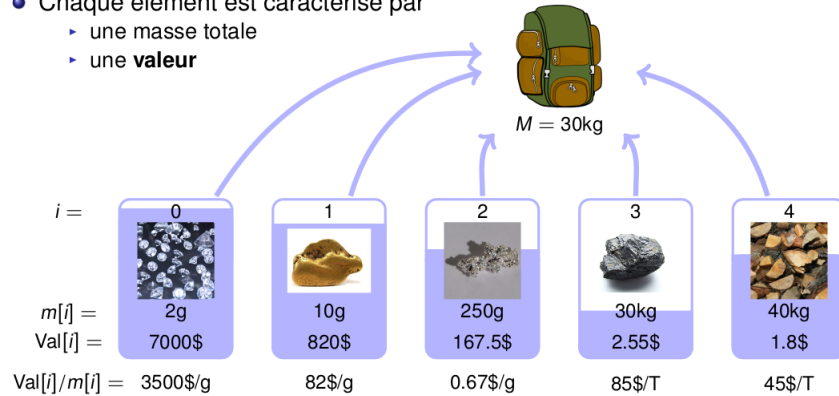 Chaque élément est caractérisé par
une masse totale
une valeur
M = 30kg
i = 0 1 2 3 4
m[i] = 2g 10g 250g 30kg 40kg
Val[i] = 7000$ 820$ 167.5$ 2.55$ 1.8$
Val[i]/m[i] = 3500$/g 82$/g 0.67$/g 85$/T 45$/T